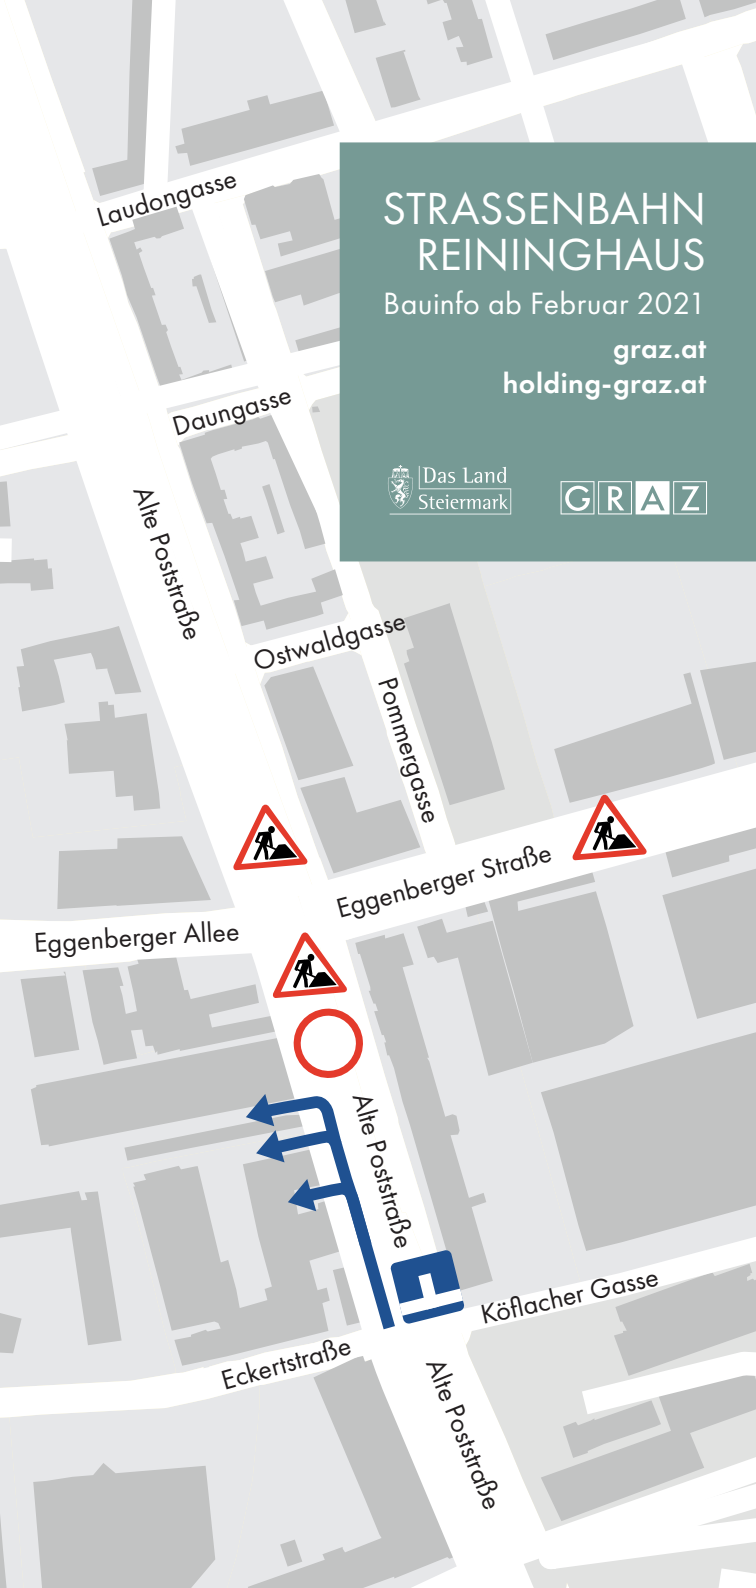 Laudongasse
STRASSENBAHN
REININGHAUS
Bauinfo ab Februar 2021
graz.at
holding-graz.at
Das Land
Steiermark
GRAZ
Daungasse
Alte Poststraße
Ostwaldgasse
Pommergasse
Eggenberger Straße
Eggenberger Allee
Alte Poststraße
Köflacher Gasse
Eckertstraße
Alte Poststraße